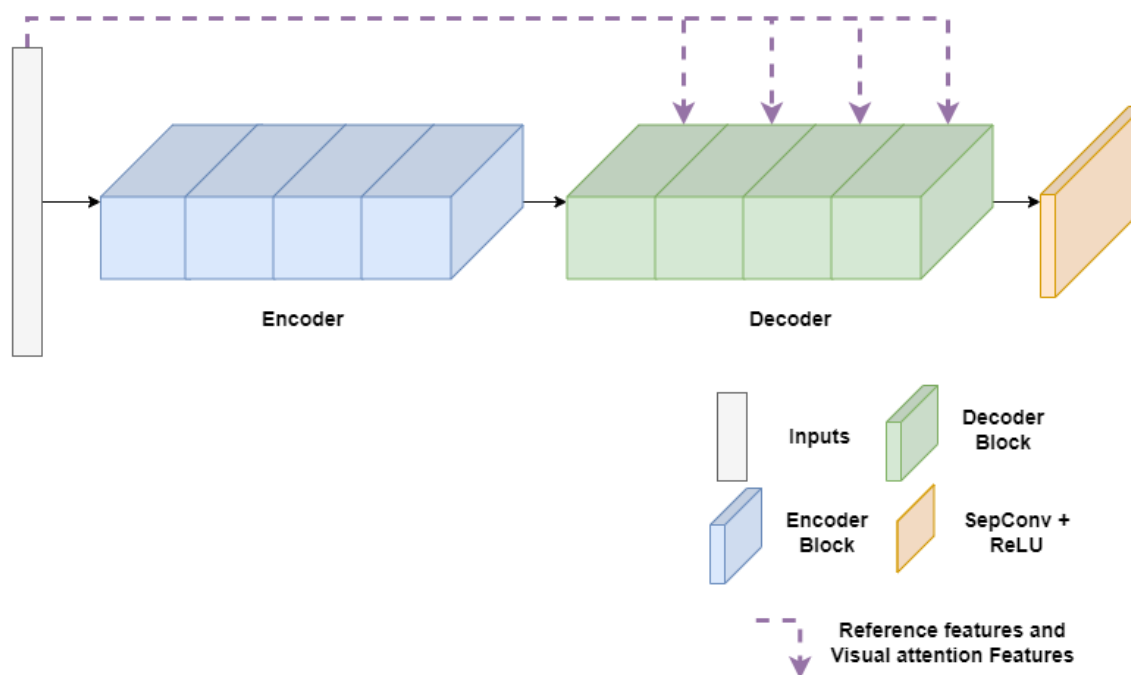 Encoder
Decoder
Inputs
Decoder
Block
Encoder
Block
SepConv +
ReLU
Reference features and
Visual attention Features